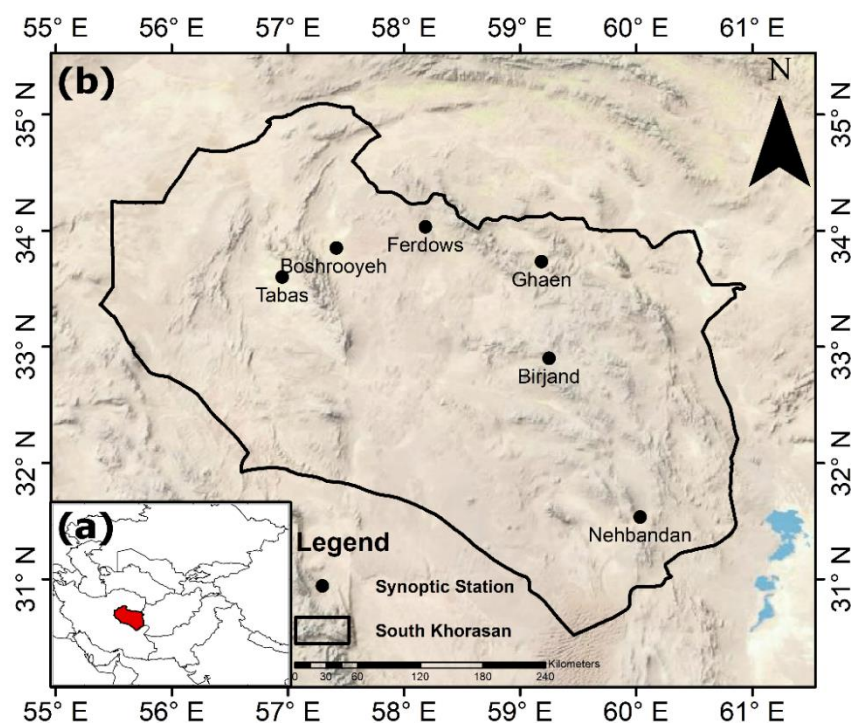 55° E 56° E 57° E 58° E 59° E 60° E 61° E
(b)
N
35° N
35° N
34° N
34° N
Ferdows
Boshrooyeh
Ghaen
Tabas
33° N
33° N
Birjand
32° N
32° N
(a)
Nehbandan
Legend
31° N
31° N
Synoptic Station
South Khorasan
Kilometers
0 30 60 120 180 240
55° E 56° E 57° E 58° E 59° E 60° E 61° E